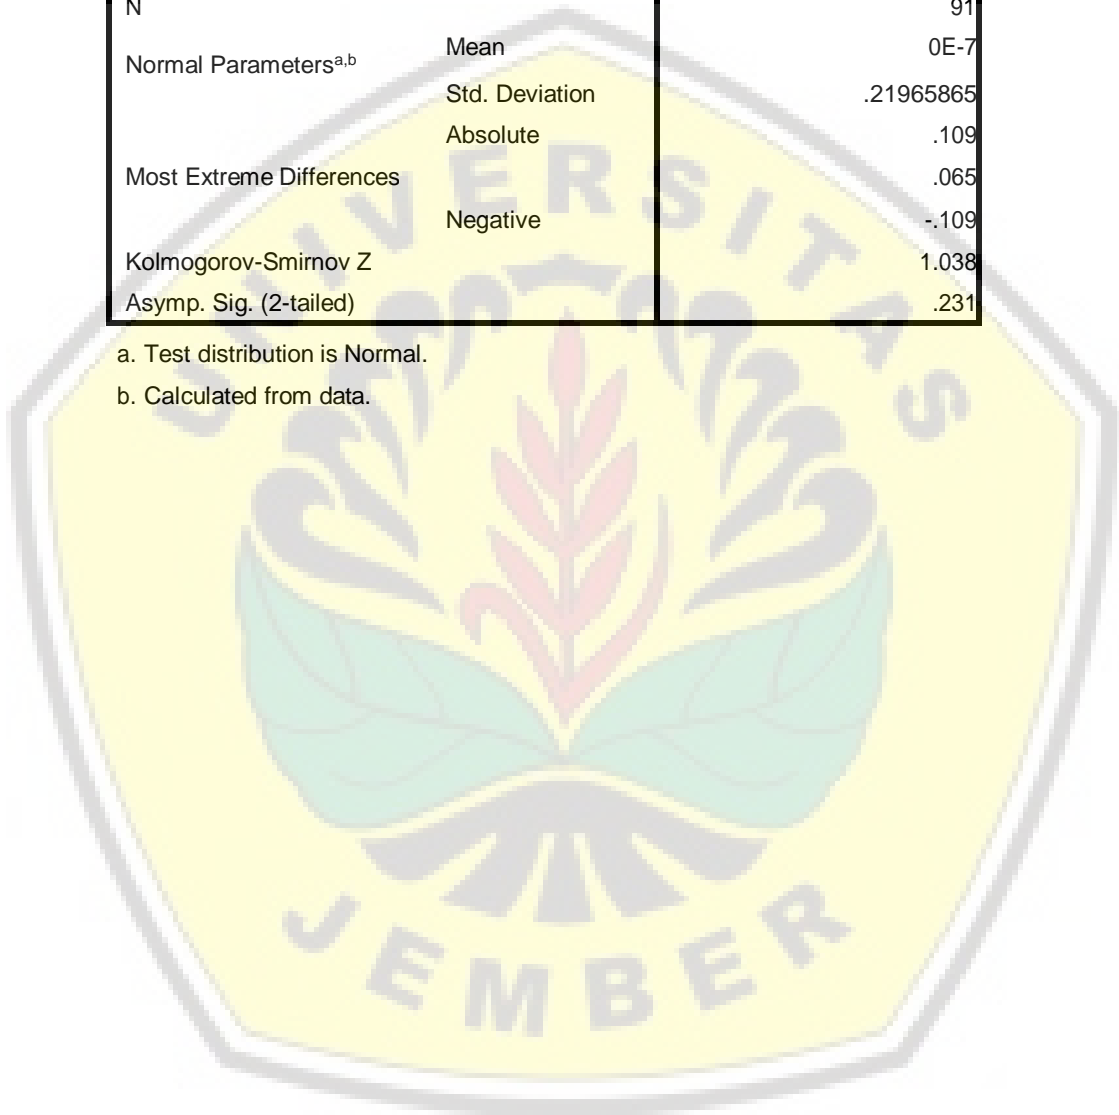 N 91
Normal Parametersa,b Mean 0E-7
Std. Deviation .21965865
Absolute .109
Most Extreme Differences .065
Negative -.109
Kolmogorov-Smirnov Z 1.038
Asymp. Sig. (2-tailed) .231
a. Test distribution is Normal.
b. Calculated from data.
UNIVERSITAS
JEMBER